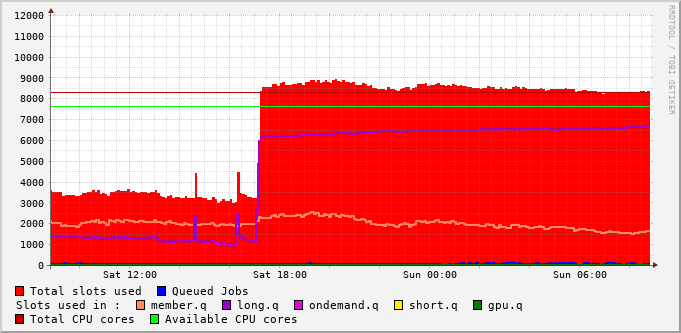 12000
11000
10000
9000
8000
7000
6000
5000
4000
3000
2000
1000
0
Sat 12:00 Sat 18:00 Sun 00:00 Sun 06:00
RRDTOOL / TOBI OETIKER
Total slots used Queued Jobs
Slots used in : member.q long.q ondemand.q short.q gpu.q
Total CPU cores Available CPU cores